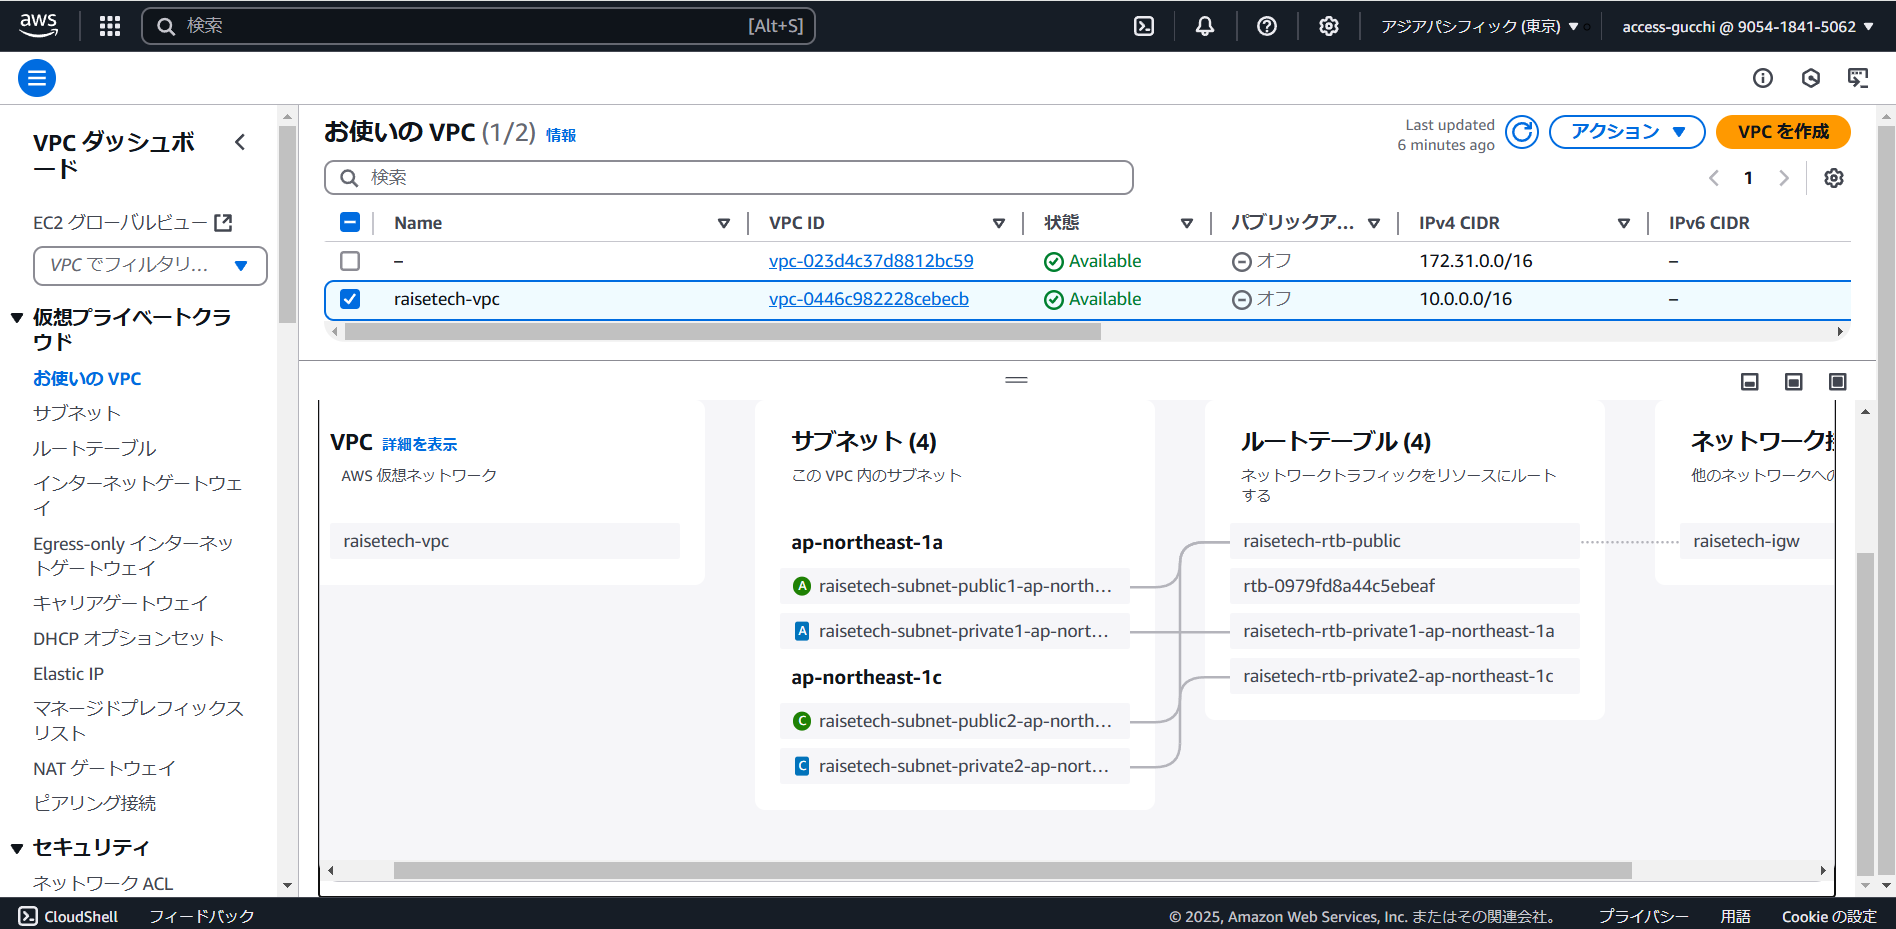 aws
検索
[Alt+S]
アジアパシフィック (東京)
access-gucchi @ 9054-1841-5062
VPC ダッシュボ
ード
EC2 グローバルビュー
VPC でフィルタリ...
仮想プライベートクラ
ウド
お使いの VPC
サブネット
ルートテーブル
インターネットゲートウェ
イ
Egress-only インターネッ
トゲートウェイ
キャリアゲートウェイ
DHCP オプションセット
Elastic IP
マネージドプレフィックス
リスト
NAT ゲートウェイ
ピアリング接続
セキュリティ
ネットワーク ACL
お使いの VPC (1/2) 情報
Last updated
6 minutes ago
アクション
VPC を作成
検索
1
Name
VPC ID
状態
パブリックア...
IPv4 CIDR
IPv6 CIDR
–
vpc-023d4c37d8812bc59
Available
オフ
172.31.0.0/16
–
raisetech-vpc
vpc-0446c982228cebecb
Available
オフ
10.0.0.0/16
–
VPC 詳細を表示
AWS 仮想ネットワーク
raisetech-vpc
サブネット (4)
この VPC 内のサブネット
ap-northeast-1a
A raisetech-subnet-public1-ap-north...
A raisetech-subnet-private1-ap-nort...
ap-northeast-1c
C raisetech-subnet-public2-ap-north...
C raisetech-subnet-private2-ap-nort...
ルートテーブル (4)
ネットワークトラフィックをリソースにルート
する
raisetech-rtb-public
rtb-0979fd8a44c5ebeaf
raisetech-rtb-private1-ap-northeast-1a
raisetech-rtb-private2-ap-northeast-1c
ネットワーク接
他のネットワークへの
raisetech-igw
CloudShell
フィードバック
© 2025, Amazon Web Services, Inc. またはその関連会社。
プライバシー
用語
Cookie の設定